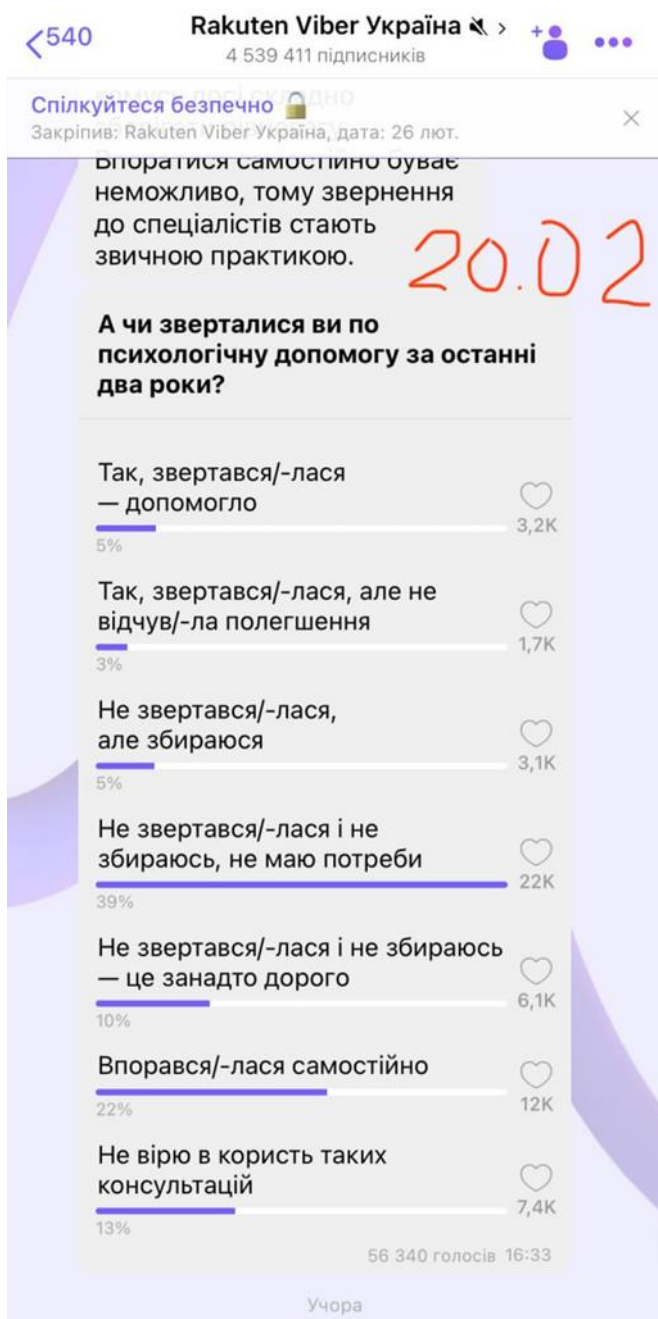 540
Rakuten Viber Україна
4 539 411 підписників
Спілкуйтеся безпечно
Закріпив: Rakuten Viber Україна, дата: 26 лют.
Впоратися самостійно буває
неможливо, тому звернення
до спеціалістів стають
звичною практикою.
20.02
А чи зверталися ви по
психологічну допомогу за останні
два роки?
Так, звертався/-лася
— допомогло
3,2K
5%
Так, звертався/-лася, але не
відчув/-ла полегшення
1,7K
3%
Не звертався/-лася,
але збираюся
3,1K
5%
Не звертався/-лася і не
збираюсь, не маю потреби
22K
39%
Не звертався/-лася і не збираюсь
— це занадто дорого
6,1K
10%
Впорався/-лася самостійно
12K
22%
Не вірю в користь таких
консультацій
7,4K
13%
56 340 голосів 16:33
Учора